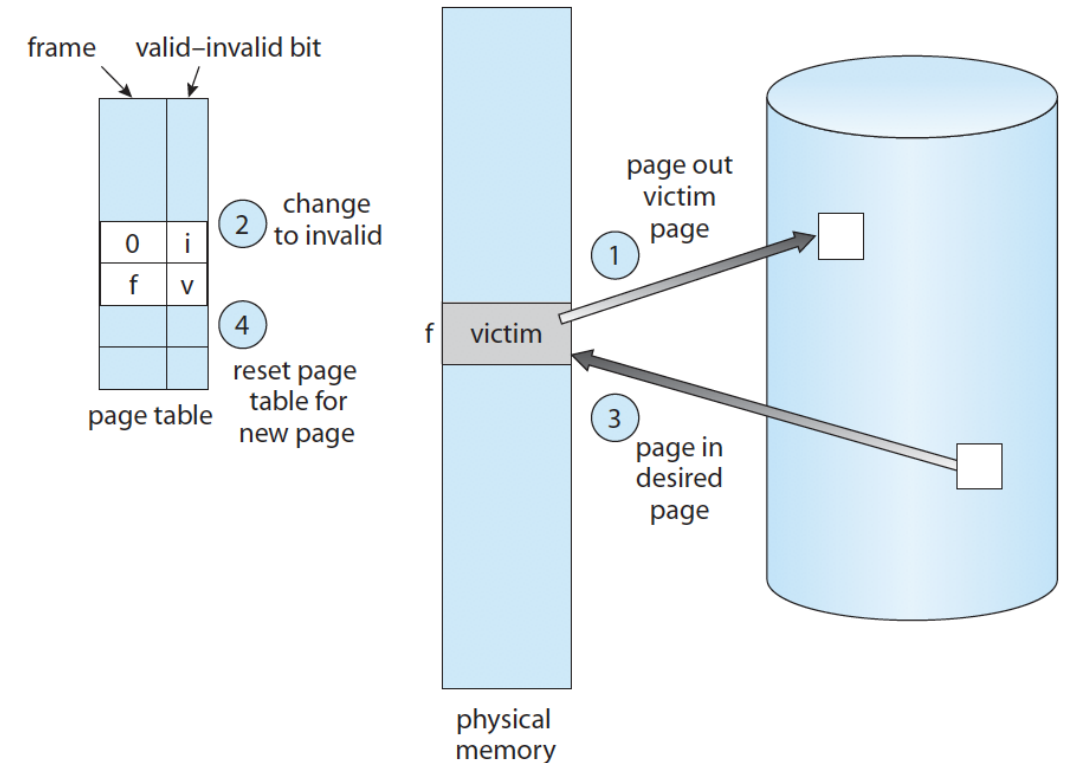 frame
valid–invalid bit
0 i
f v
page table
2
change
to invalid
4
reset page
table for
new page
f
victim
physical
memory
1
page out
victim
page
3
page in
desired
page